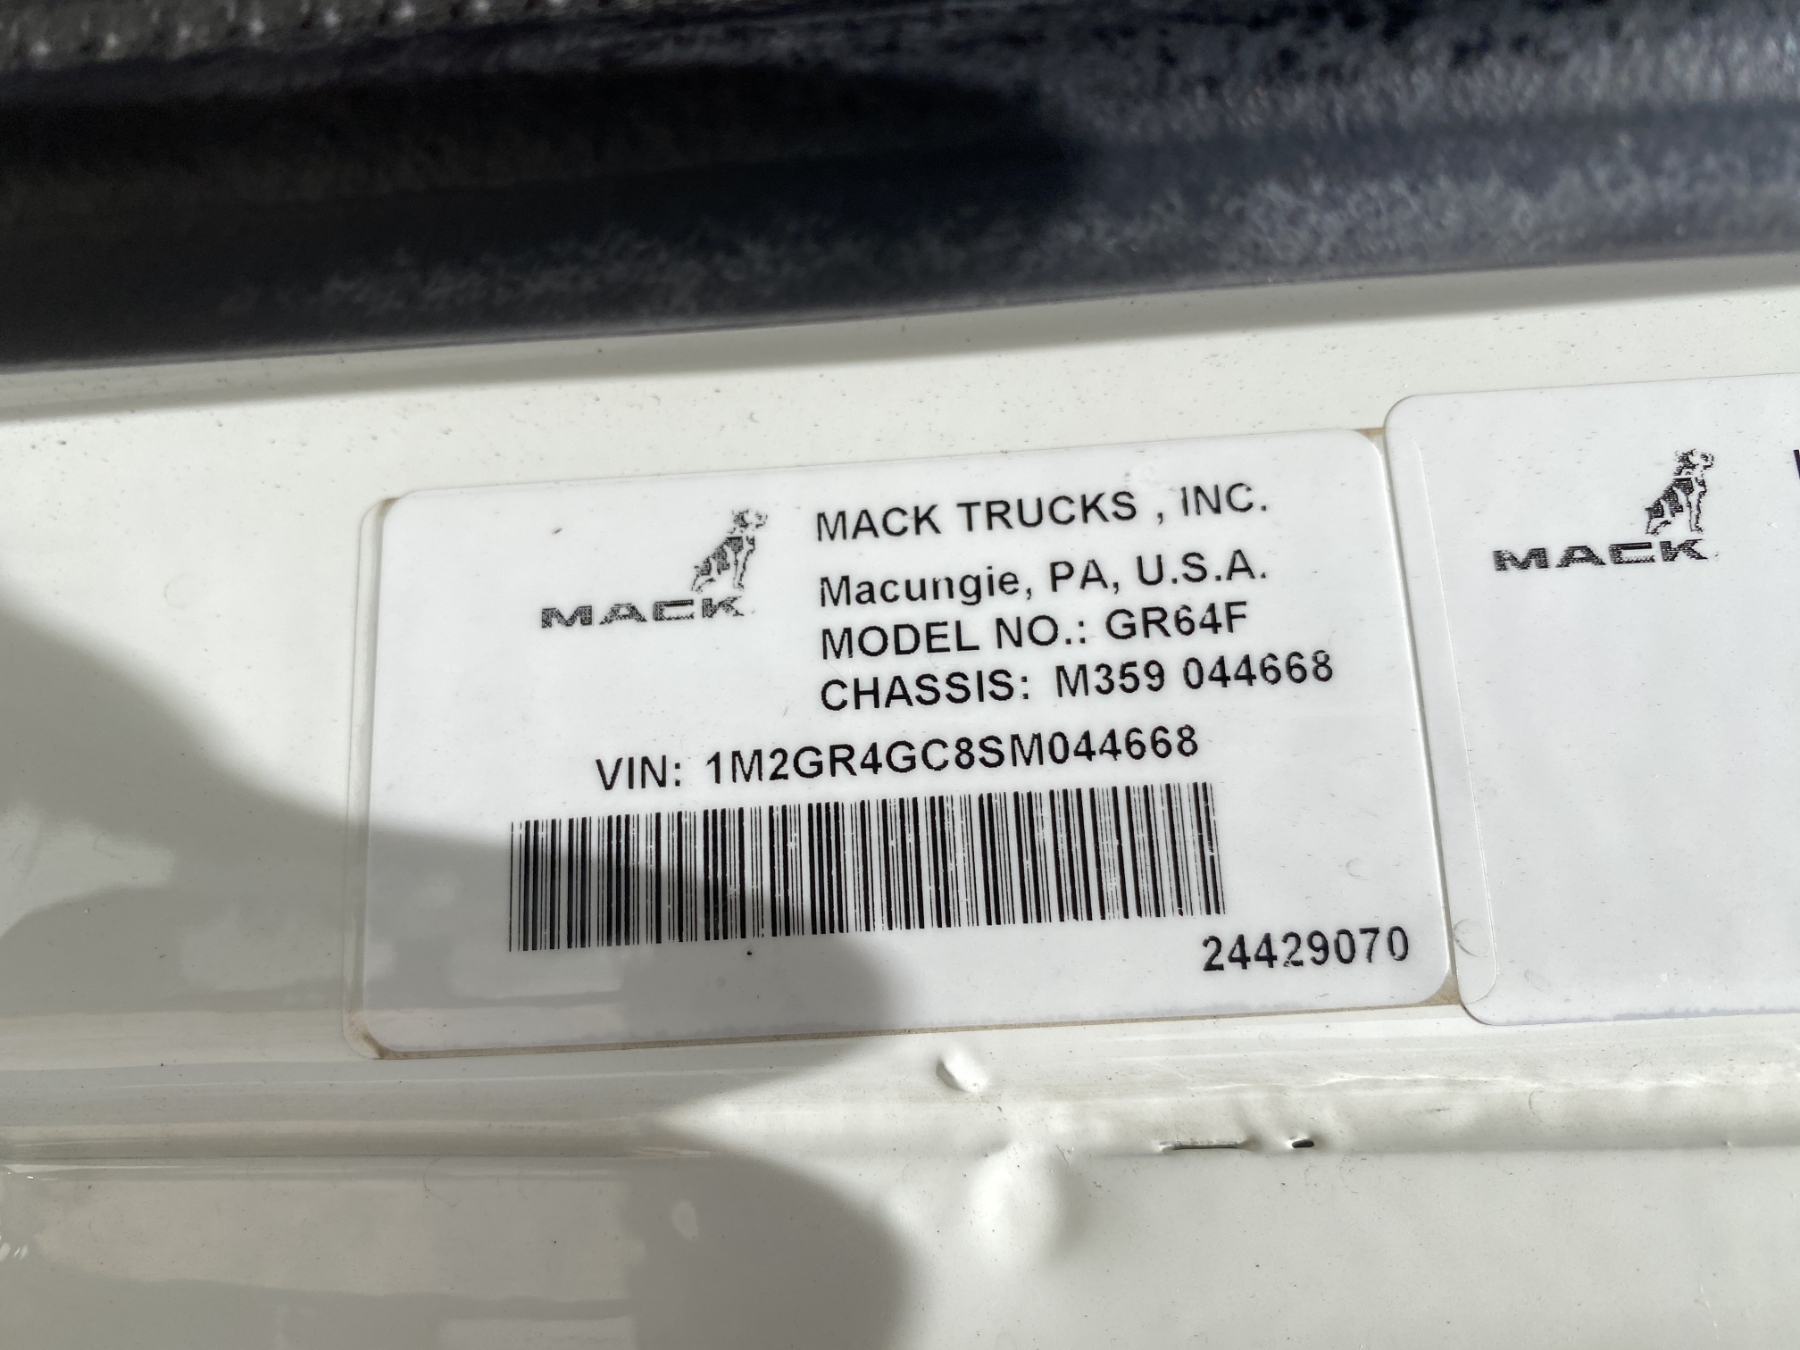 MACK
MACK TRUCKS , INC.
Macungie, PA, U.S.A.
MODEL NO.: GR64F
CHASSIS: M359 044668
VIN: 1M2GR4GC8SM044668
24429070
MACK